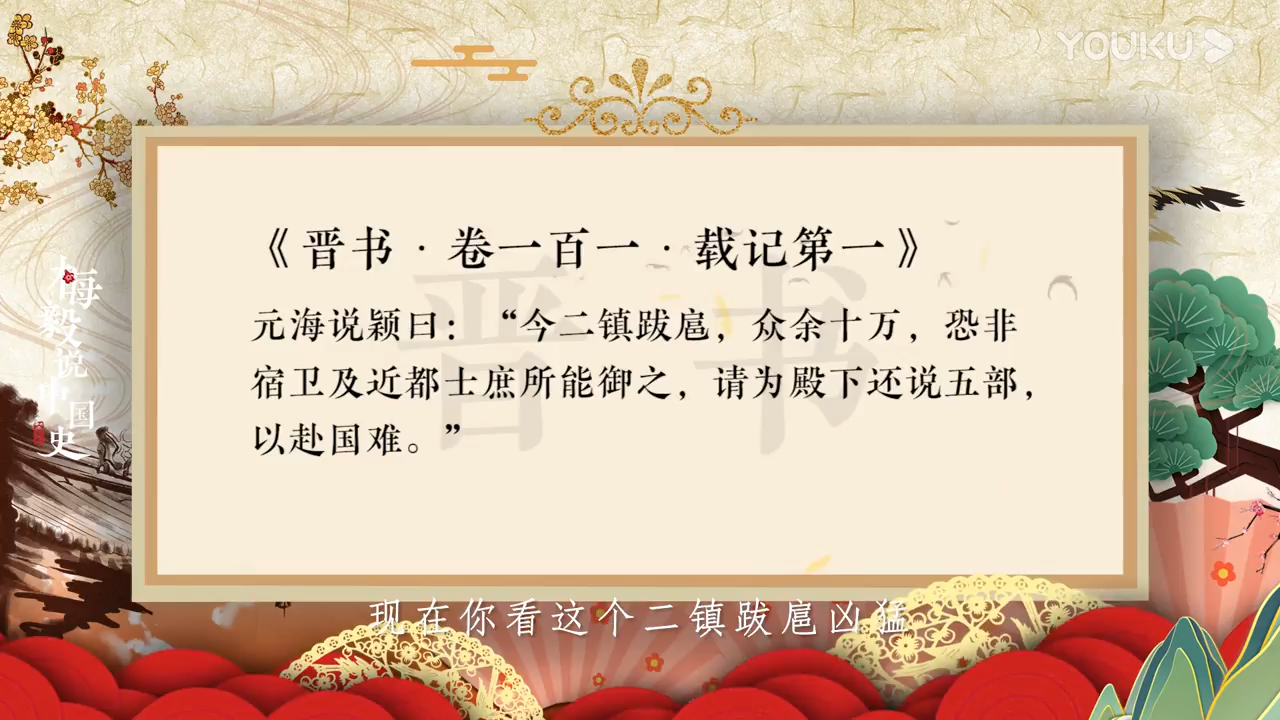 YOUKU
《晋书·卷一百一·载记第一》
晋书
元海说颖曰：“今二镇跋扈，众余十万，恐非
宿卫及近都士庶所能御之，请为殿下还说五部，
以赴国难。”
海毅说中国史
现在你看这个二镇跋扈凶猛